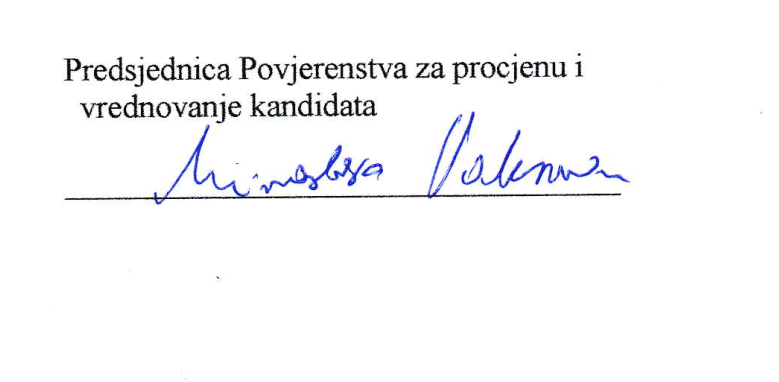 Predsjednica Povjerenstva za procjenu i
vrednovanje kandidata